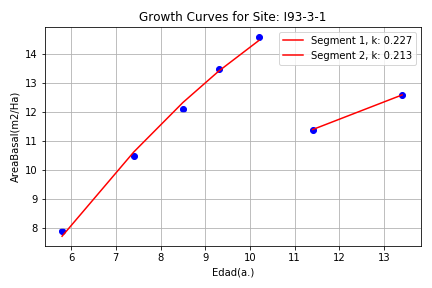 Growth Curves for Site: I93-3-1
Segment 1, k: 0.227
Segment 2, k: 0.213
AreaBasal(m2/Ha)
14
13
12
11
10
9
8
6 7 8 9 10 11 12 13
Edad(a.)